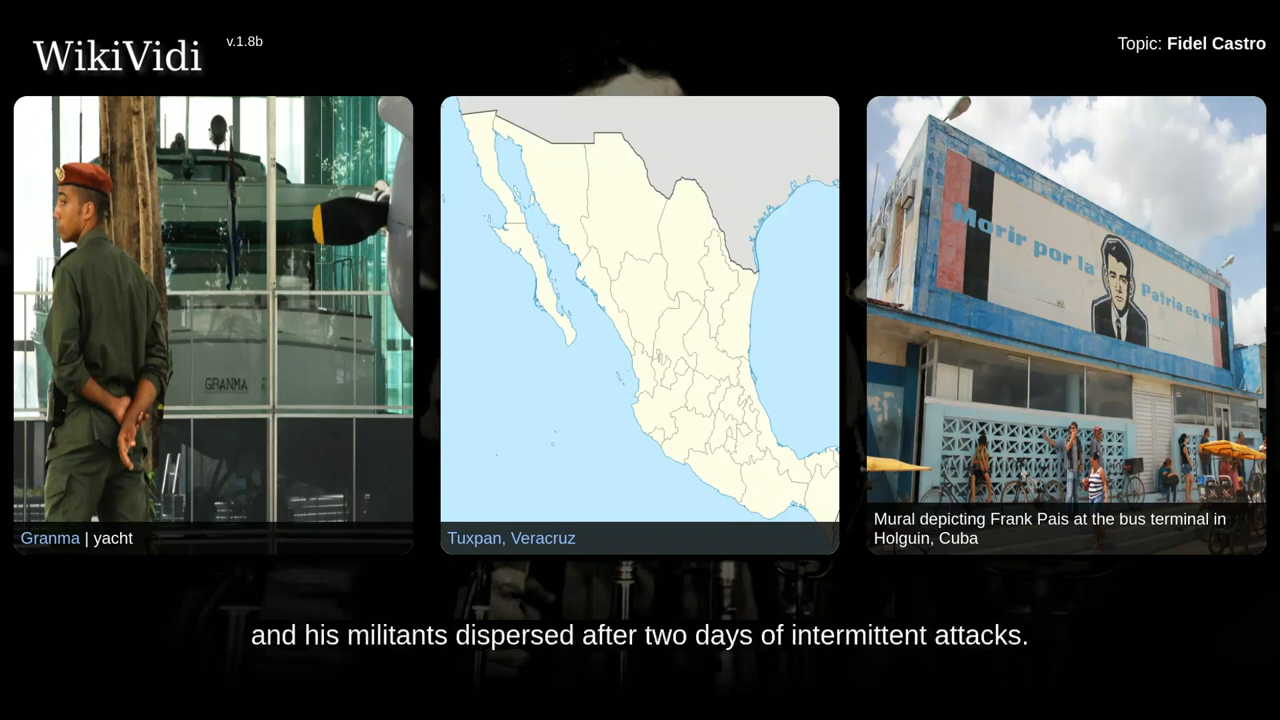 WikiVidi
v.1.8b
Topic: Fidel Castro
GRANMA
Granma | yacht
Tuxpan, Veracruz
Morir por la
Patria es vivir
Mural depicting Frank Pais at the bus terminal in
Holguin, Cuba
and his militants dispersed after two days of intermittent attacks.